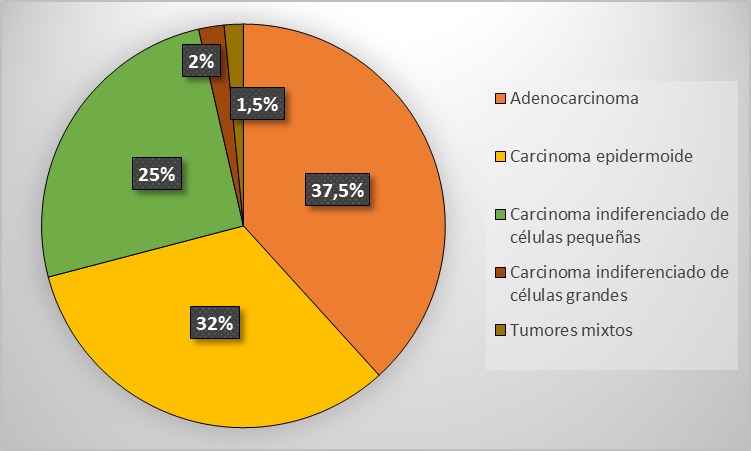 2%
1,5%
25%
37,5%
32%
Adenocarcinoma
Carcinoma epidermoide
Carcinoma indiferenciado de
células pequeñas
Carcinoma indiferenciado de
células grandes
Tumores mixtos